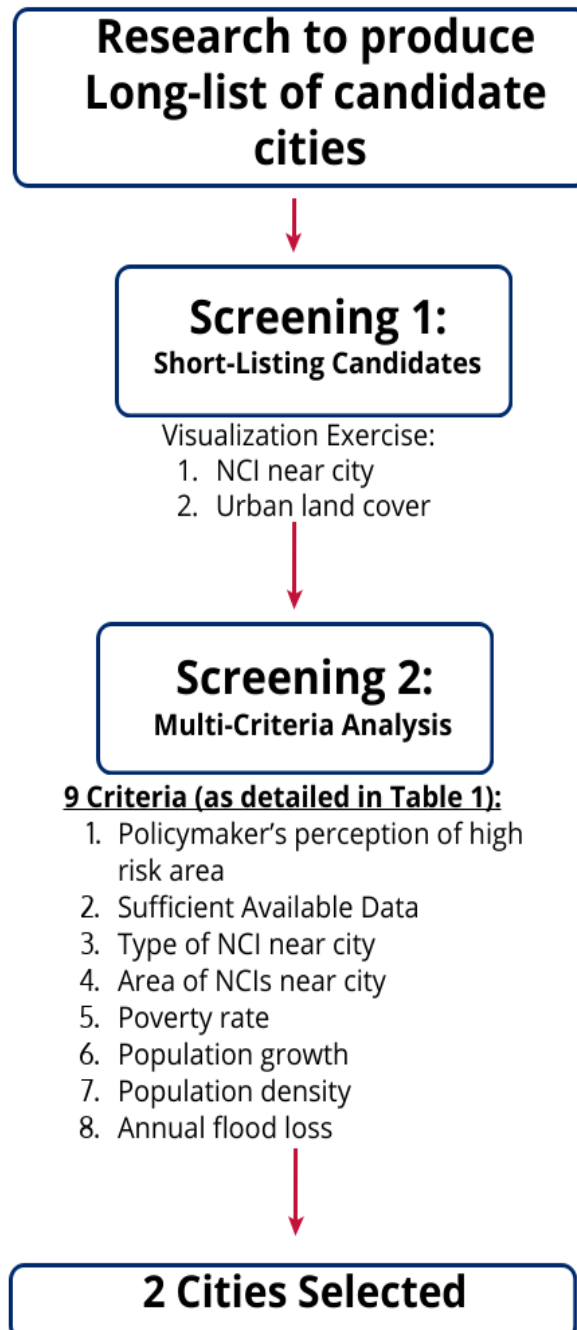 Research to produce
Long-list of candidate
cities
Screening 1:
Short-Listing Candidates
Visualization Exercise:
1. NCI near city
2. Urban land cover
Screening 2:
Multi-Criteria Analysis
9 Criteria (as detailed in Table 1):
1. Policymaker's perception of high
risk area
2. Sufficient Available Data
3. Type of NCI near city
4. Area of NCIs near city
5. Poverty rate
6. Population growth
7. Population density
8. Annual flood loss
2 Cities Selected